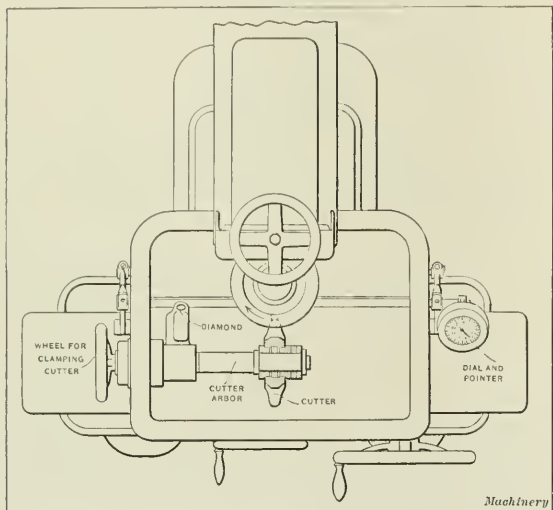 DIAMOND
WHEEL FOR
CLAMPING
CUTTER
CUTTER
ARBOR
CUTTER
DIAL AND
POINTER
Machinery